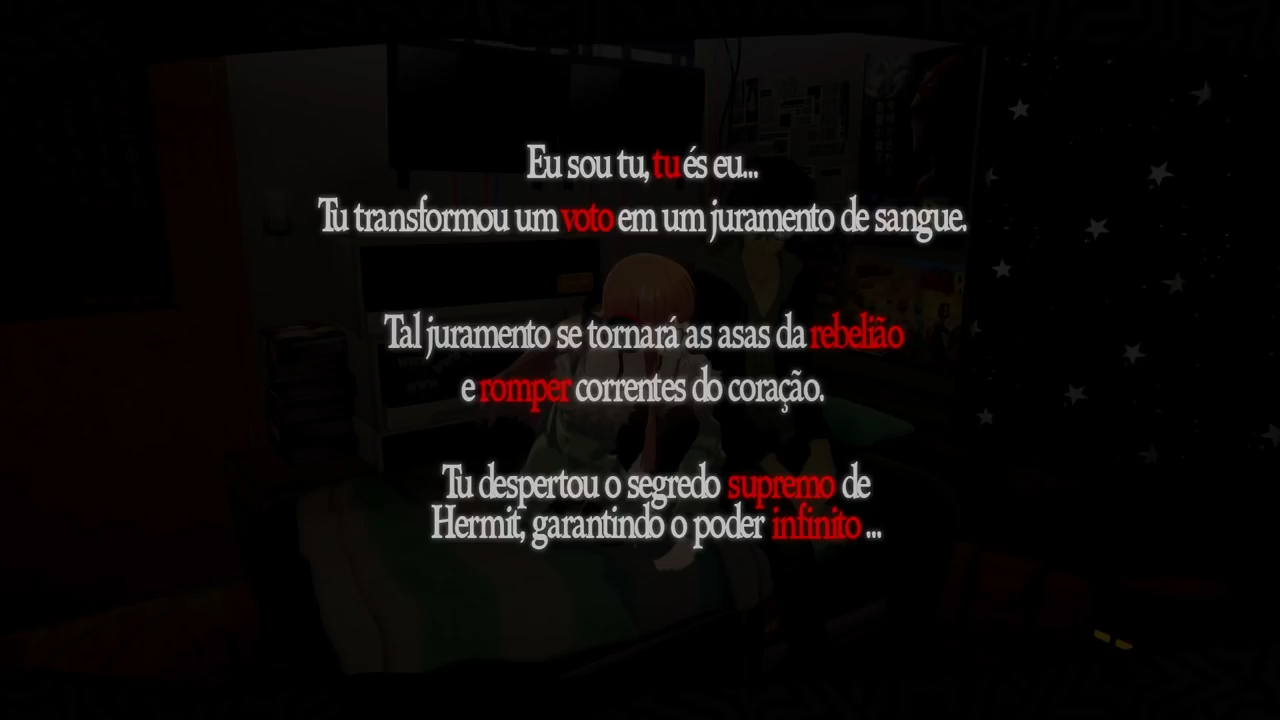 Eu sou tu, tu és eu...
Tu transformou um voto em um juramento de sangue.
Tal juramento se tornará as asas da rebelião
e romper correntes do coração.
Tu despertou o segredo supremo de
Hermit, garantindo o poder infinito ...